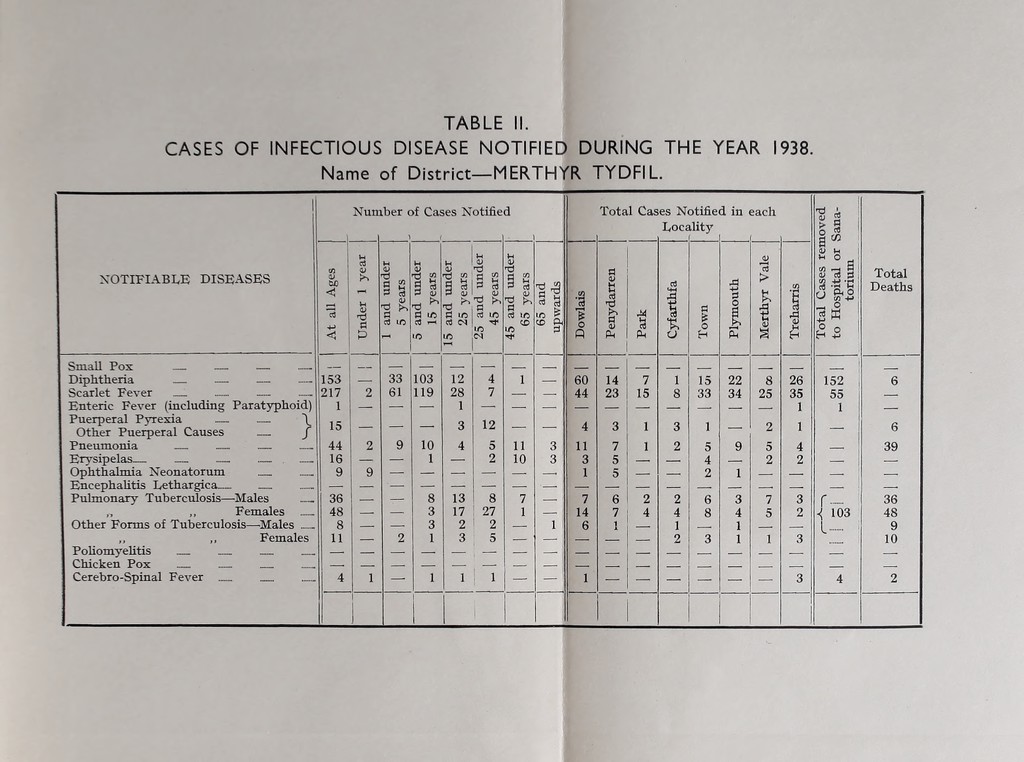 TABLE II.
CASES OF INFECTIOUS DISEASE NOTIFIED DURING THE YEAR 1938.
Name of District—MERTHYR TYDFIL.
NOTIFIABLE DISEASES
Number of Cases Notified
At all Ages
Under 1 year
1 and under 5 years
5 and under 15 years
15 and under 25 years
25 and under 45 years
45 and under 65 years
65 and upwards
Total Cases Notified in each Locality
Dowlais
Penydarren
Park
Cyfarthfa
Town
Plymouth
Merthyr Vale
Treharris
Total Cases removed to Hospital or Sana-torium
Total Deaths
Small Pox — — — — — — — — — — — — — — — — — — — — — —
Diphtheria — — — — 153 — 33 103 12 4 1 — 60 14 7 1 15 22 8 26 152 6
Scarlet Fever — — — — 217 2 61 119 28 7 — — 44 23 15 8 33 34 25 35 55 —
Enteric Fever (including Paratyphoid) 1 — — — 1 — — — — — — — — — — 1 1 —
Puerperal Pyrexia — — }
Other Puerperal Causes — } 15 — — — 3 12 — — 4 3 1 3 1 — 2 1 — 6
Pneumonia — — — — 44 2 9 10 4 5 11 3 11 7 1 2 5 9 5 4 — 39
Erysipelas — — — — 16 — — 1 — 2 10 3 3 5 — — 4 — 2 2 — —
Ophthalmia Neonatorum — — — 9 9 — — — — — — 1 5 — — 2 1 — — — —
Encephalitis Lethargica — — — — — — — — — — — — — — — — — — — — —
Pulmonary Tuberculosis—Males — 36 — — 8 13 8 7 — 7 6 2 2 6 3 7 3 { ...... 36
,, ,, Females — 48 — — 3 17 27 1 — 14 7 4 4 8 4 5 2 { 103 48
Other Forms of Tuberculosis—Males — 8 — — 3 2 2 — 1 6 1 — 1 — 1 — — { ...... 9
,, ,, Females 11 — 2 1 3 5 — — — — — 2 3 1 1 3 ...... 10
Poliomyelitis — — — — — — — — — — — — — — — — — — — — — —
Chicken Pox — — — — — — — — — — — — — — — — — — — — — —
Cerebro-Spinal Fever — — — 4 1 — 1 1 1 — — 1 — — — — — — 3 4 2